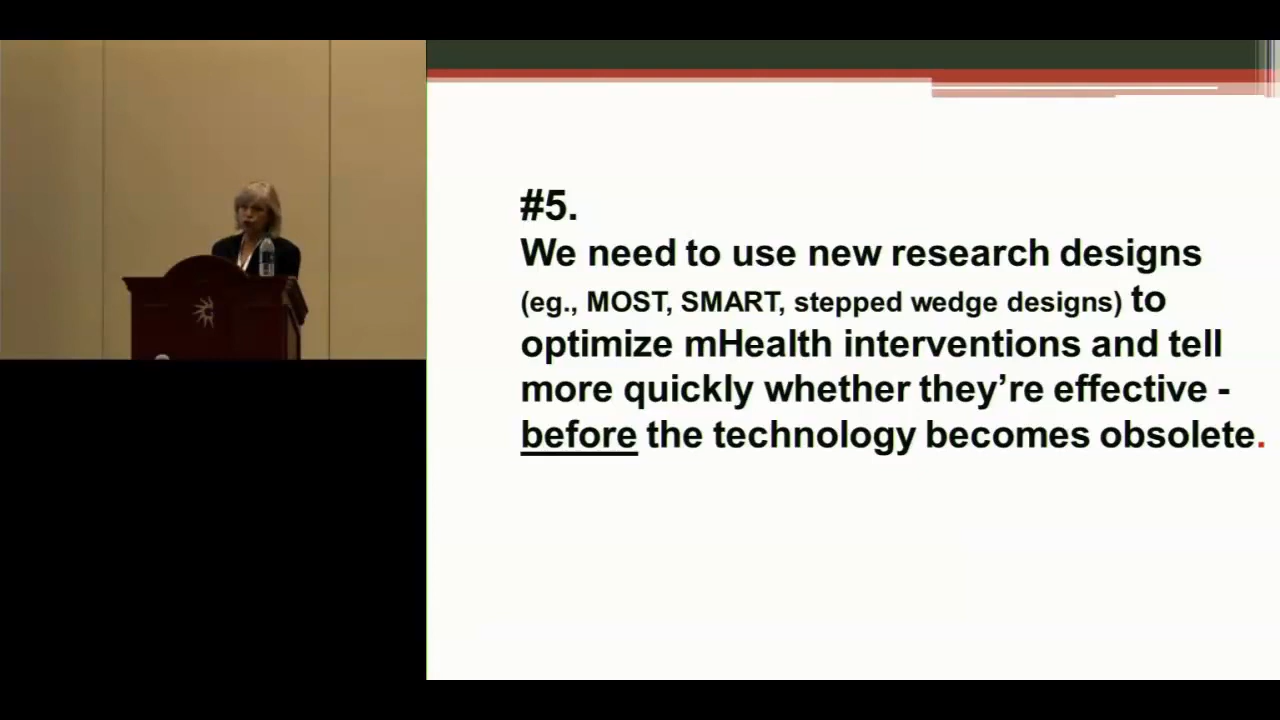 #5.
We need to use new research designs
(eg., MOST, SMART, stepped wedge designs) to
optimize mHealth interventions and tell
more quickly whether they’re effective -
before the technology becomes obsolete.